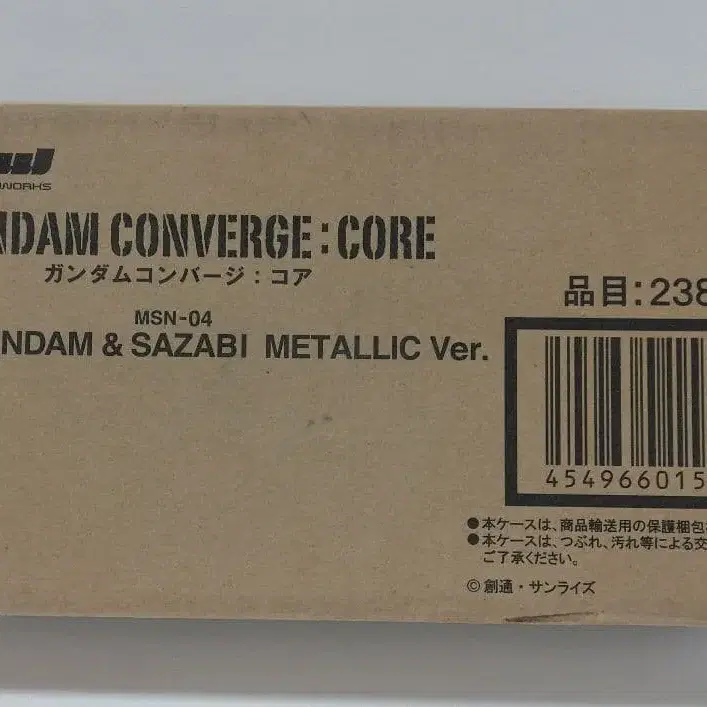 WORKS
NDAM CONVERGE:CORE
ガンダムコンバージ:コア
品目:238
MSN-04
NDAM & SAZABI METALLIC Ver.
454966015
●本ケースは、商品輸送用の保護梱包
●本ケースは、つぶれ、汚れ等による交
ご了承ください。
©創通・サンライズ